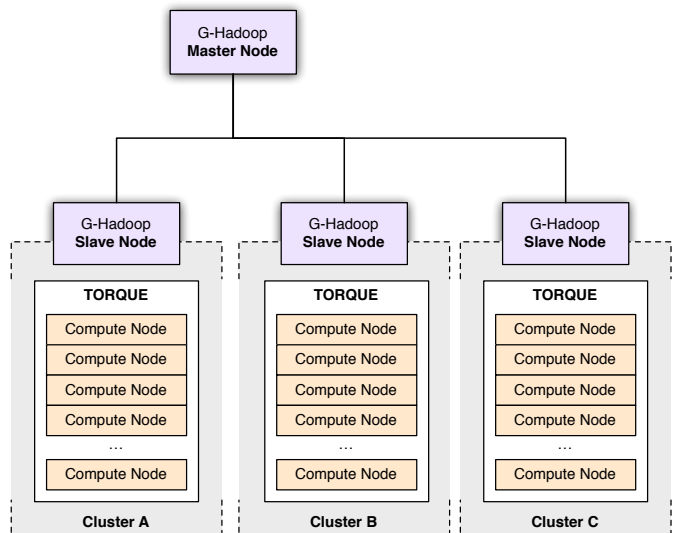 G-Hadoop
Master Node
G-Hadoop
Slave Node
G-Hadoop
Slave Node
G-Hadoop
Slave Node
TORQUE
Compute Node
Compute Node
Compute Node
Compute Node
...
Compute Node
Cluster A
TORQUE
Compute Node
Compute Node
Compute Node
Compute Node
...
Compute Node
Cluster B
TORQUE
Compute Node
Compute Node
Compute Node
Compute Node
...
Compute Node
Cluster C